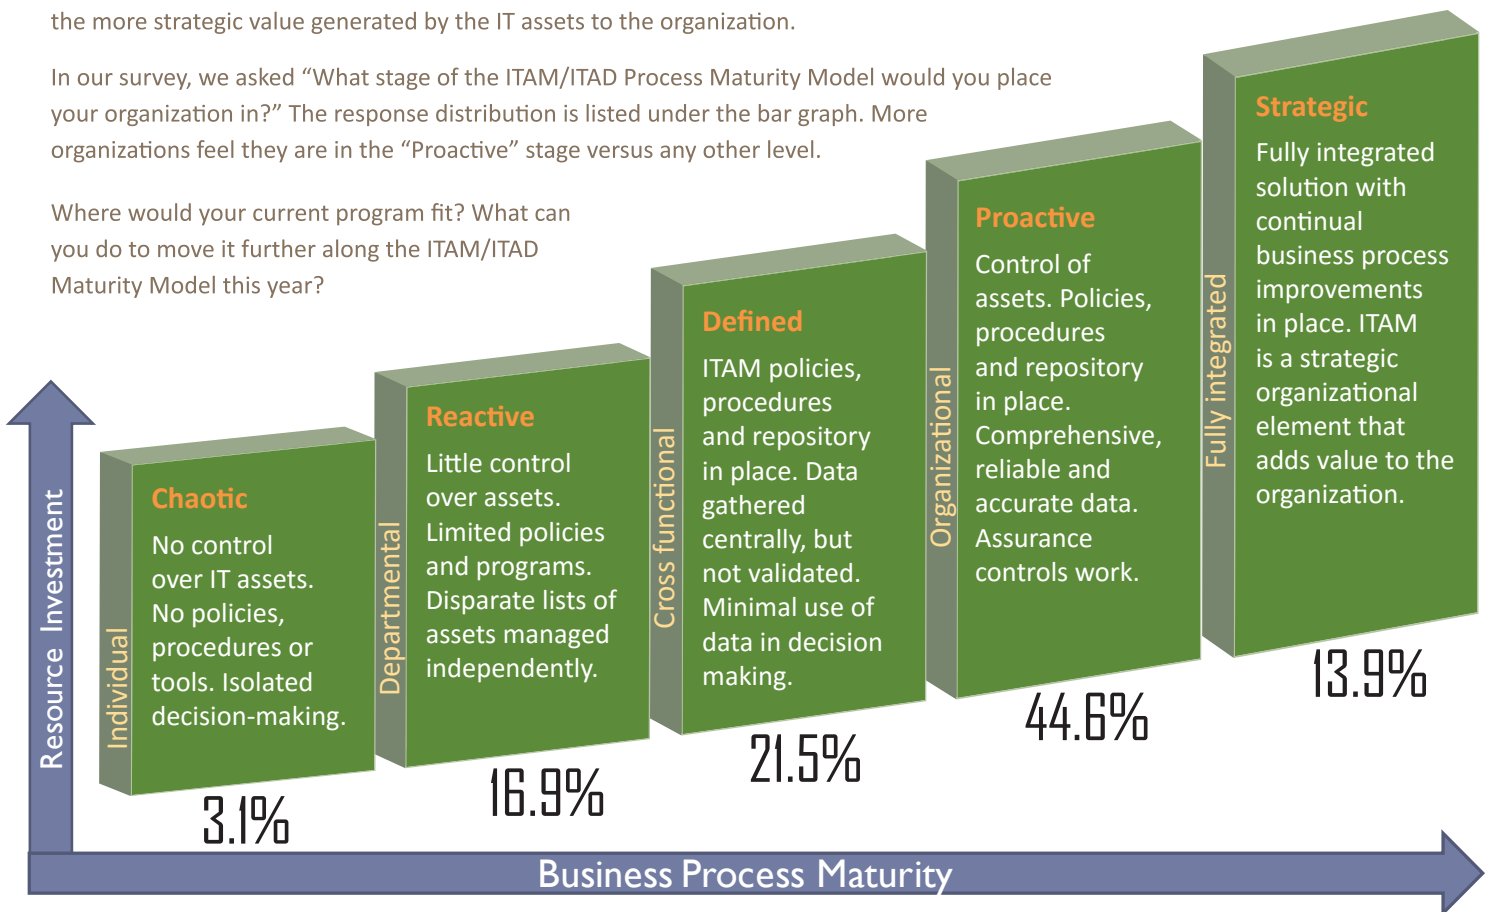 the more strategic value generated by the IT assets to the organization.
In our survey, we asked “What stage of the ITAM/ITAD Process Maturity Model would you place
your organization in?” The response distribution is listed under the bar graph. More
organizations feel they are in the “Proactive” stage versus any other level.
Where would your current program fit? What can
you do to move it further along the ITAM/ITAD
Maturity Model this year?
Resource Investment
Individual
Chaotic
No control
over IT assets.
No policies,
procedures or
tools. Isolated
decision-making.
3.1%
Departmental
Reactive
Little control
over assets.
Limited policies
and programs.
Disparate lists of
assets managed
independently.
16.9%
Cross functional
Defined
ITAM policies,
procedures
and repository
in place. Data
gathered
centrally, but
not validated.
Minimal use of
data in decision
making.
21.5%
Organizational
Proactive
Control of
assets. Policies,
procedures
and repository
in place.
Comprehensive,
reliable and
accurate data.
Assurance
controls work.
44.6%
Fully integrated
Strategic
Fully integrated
solution with
continual
business process
improvements
in place. ITAM
is a strategic
organizational
element that
adds value to the
organization.
13.9%
Business Process Maturity